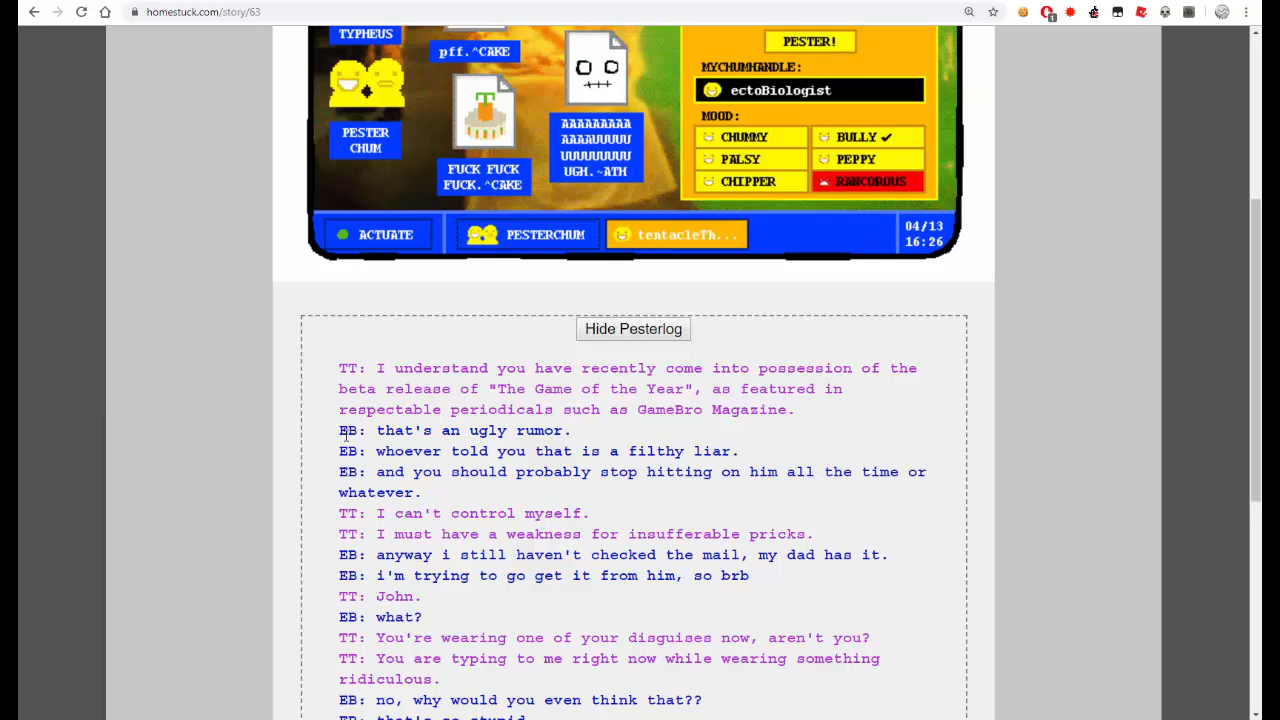 homestuck.com/story/63
1
TYPHEUS
pff.^CAKE
PESTER!
MYCHUMHANDLE:
ectoBiologist
MOOD:
CHUMMY
BULLY ✔
PALSY
PEPPY
CHIPPER
RANCOROUS
PESTER
CHUM
FUCK FUCK
FUCK.^CAKE
AAAAAAAAA
AAAAUUUUU
UUUUUUUUU
UGH.~ATH
ACTUATE
PESTERCHUM
tentacleTh...
04/13
16:26
Hide Pesterlog
TT: I understand you have recently come into possession of the
beta release of "The Game of the Year", as featured in
respectable periodicals such as GameBro Magazine.
EB: that's an ugly rumor.
EB: whoever told you that is a filthy liar.
EB: and you should probably stop hitting on him all the time or
whatever.
TT: I can't control myself.
TT: I must have a weakness for insufferable pricks.
EB: anyway i still haven't checked the mail, my dad has it.
EB: i'm trying to go get it from him, so brb
TT: John.
EB: what?
TT: You're wearing one of your disguises now, aren't you?
TT: You are typing to me right now while wearing something
ridiculous.
EB: no, why would you even think that??
EB: that's so stupid